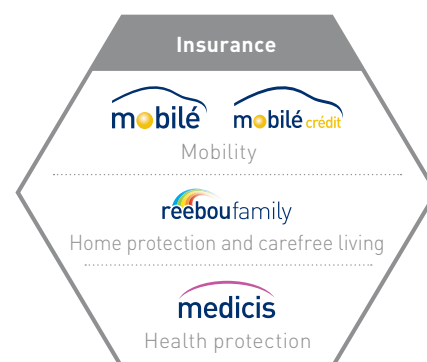 Insurance
mobilé mobilé crédit
Mobility
reeboufamily
Home protection and carefree living
medicis
Health protection